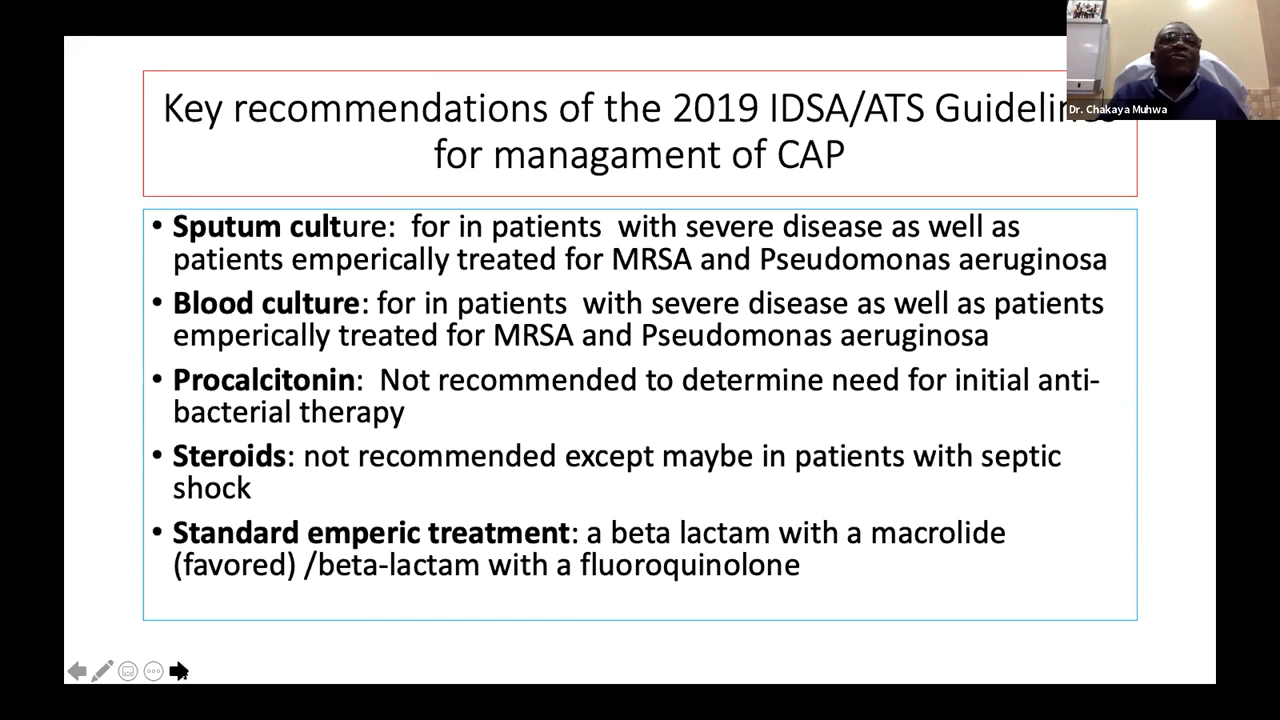 Key recommendations of the 2019 IDSA/ATS Guidelin
for managament of CAP
Dr. Chakaya Muhwa
• Sputum culture:  for in patients  with severe disease as well as
patients emperically treated for MRSA and Pseudomonas aeruginosa
• Blood culture: for in patients  with severe disease as well as patients
emperically treated for MRSA and Pseudomonas aeruginosa
• Procalcitonin:  Not recommended to determine need for initial anti-
bacterial therapy
• Steroids: not recommended except maybe in patients with septic
shock
• Standard emperic treatment: a beta lactam with a macrolide
(favored) /beta-lactam with a fluoroquinolone